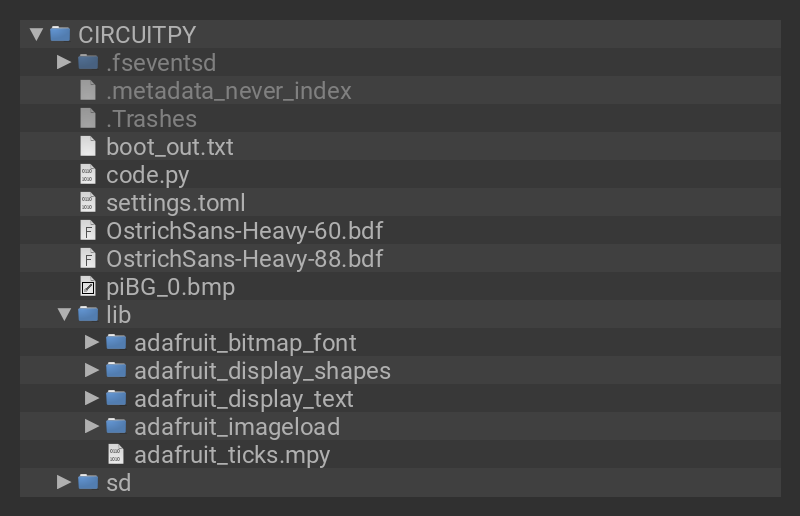 CIRCUITPY
.fseventsd
.metadata_never_index
.Trashes
boot_out.txt
code.py
settings.toml
OstrichSans-Heavy-60.bdf
OstrichSans-Heavy-88.bdf
piBG_0.bmp
lib
adafruit_bitmap_font
adafruit_display_shapes
adafruit_display_text
adafruit_imageload
adafruit_ticks.mpy
sd